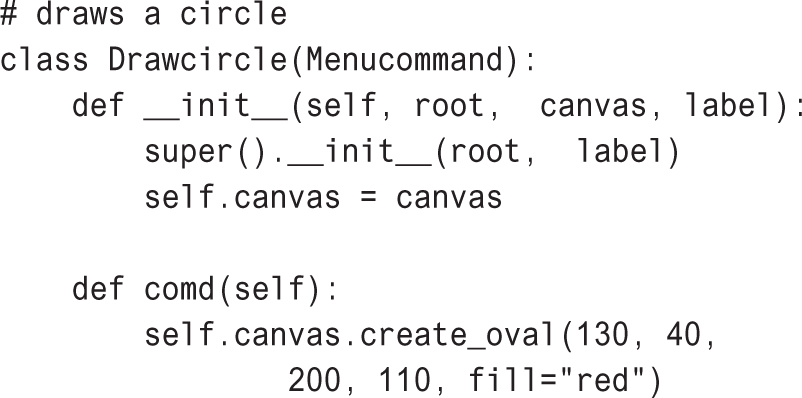 # draws a circle
class Drawcircle(Menucommand):
    def __init__(self, root,  canvas, label):
        super().__init__(root,  label)
        self.canvas = canvas

    def comd(self):
        self.canvas.create_oval(130, 40,
                200, 110, fill="red")